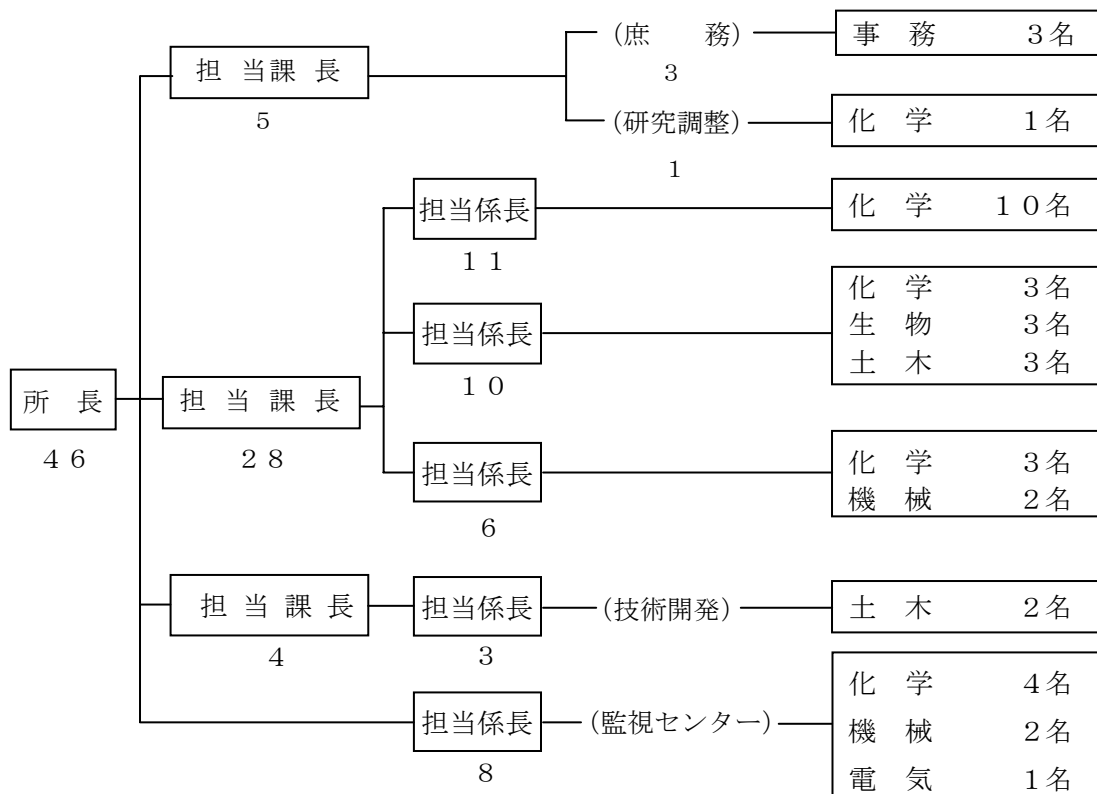 (庶　　務)
事　務　　　３名
担 当課 長
３
５
(研究調整)
化　学　　　１名
１
担当係長
化　学　　１０名
１１
化　学　　　３名
担当係長
生　物　　　３名
土　木　　　３名
１０
所　長
担 当 課 長
４６
２８
担当係長
化　学　　　３名
機　械　　　２名
６
担 当 課 長
担当係長
(技術開発)
土　木　　　２名
４
３
化　学　　　４名
担当係長
(監視センター)
機　械　　　２名
８
電　気　　　１名